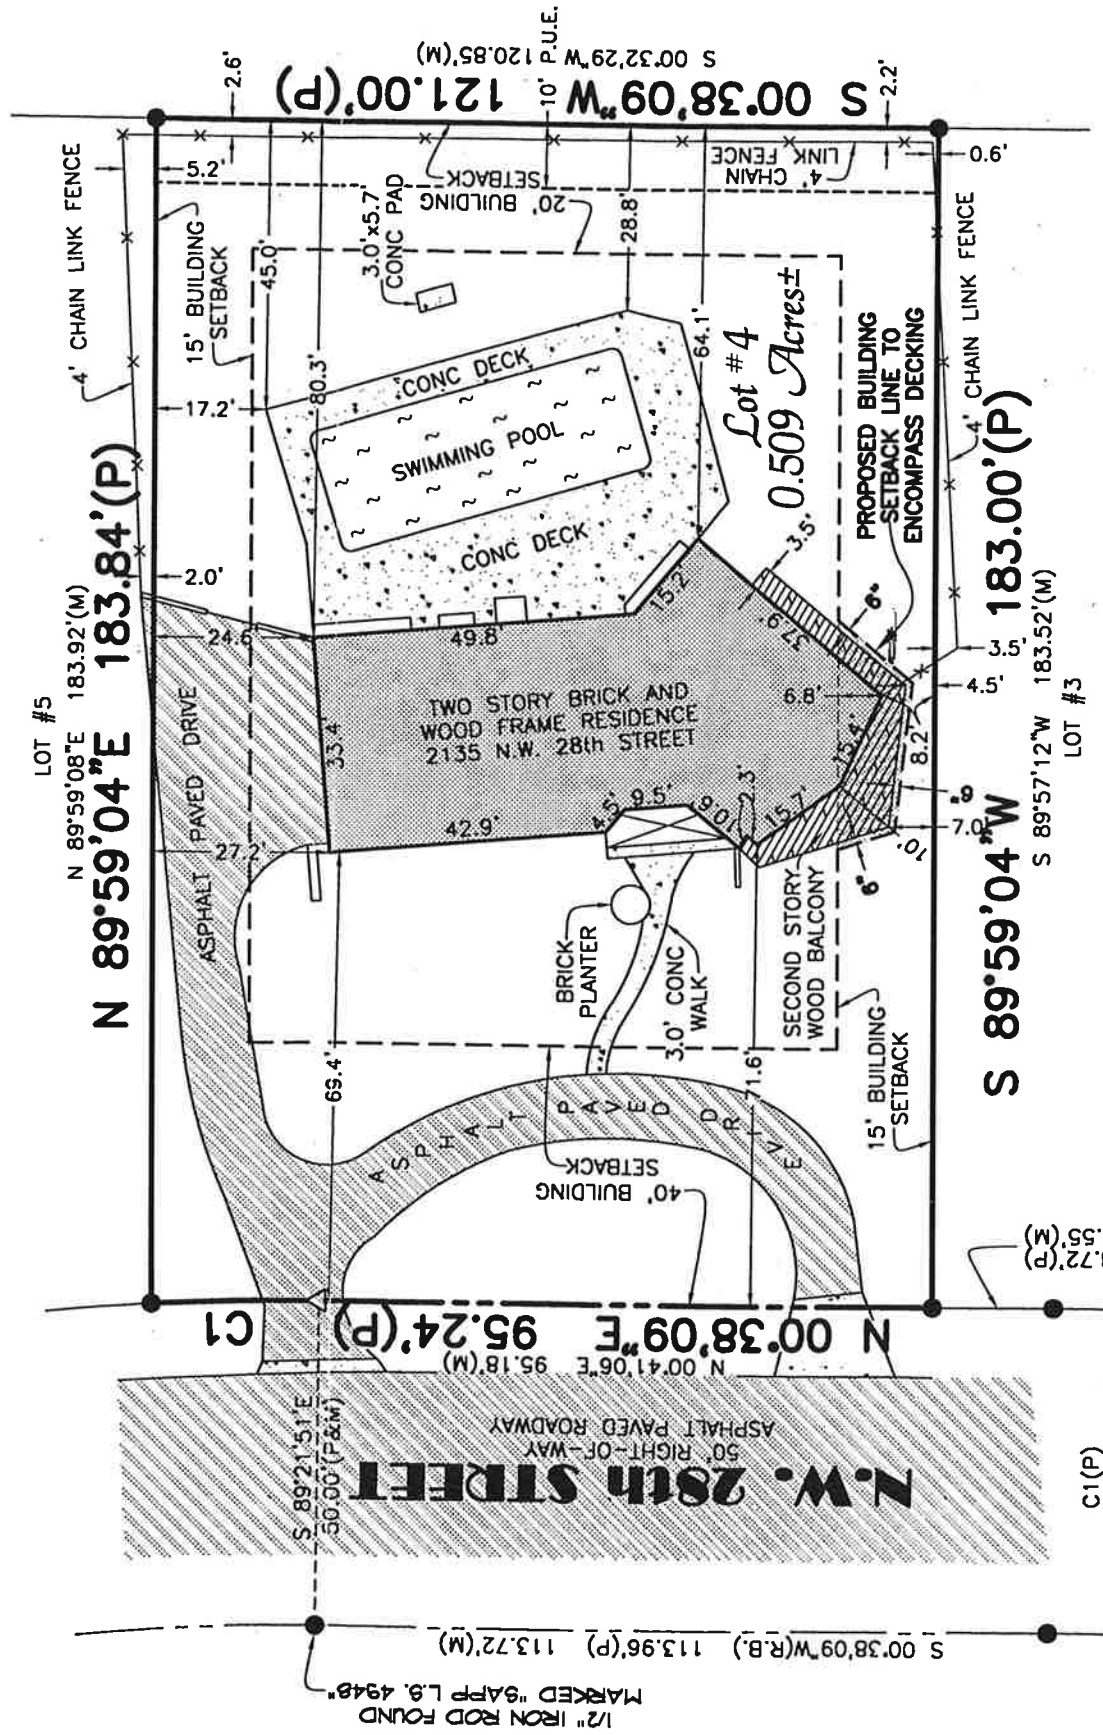 LOT #5
N 89°59'08"E 183.92'(M)
N 89°59'04"E 183.84'(P)
4' CHAIN LINK FENCE
5.2'
2.6'
15' BUILDING
SETBACK
17.2'
45.0'
80.3'
2.0'
24.6'
27.2'
ASPHALT PAVED DRIVE
S 00°32'29"W 120.85'(M)
S 00°38'09"W 121.00'(P)
10' P.U.E.
2.2'
0.6'
4' CHAIN
LINK FENCE
20' BUILDING
SETBACK
3.0'x5.7'
CONC PAD
28.8'
64.1'
CONC DECK
SWIMMING POOL
CONC DECK
Lot #4
0.509 Acres±
PROPOSED BUILDING
SETBACK LINE TO
ENCOMPASS DECKING
TWO STORY BRICK AND
WOOD FRAME RESIDENCE
2135 N.W. 28th STREET
33.4'
49.8'
15.2'
37.9'
3.5'
6"
6.8'
15.4'
8.2'
6"
3.5'
4.5'
7.0'
10'
6"
42.9'
4.5'
9.5'
2.3'
15.7'
SECOND STORY
WOOD BALCONY
BRICK
PLANTER
3.0' CONC
WALK
69.4'
71.6'
ASPHALT PAVED DRIVE
40' BUILDING
SETBACK
15' BUILDING
SETBACK
4' CHAIN LINK FENCE
S 89°59'04"W 183.00'(P)
S 89°57'12"W 183.52'(M)
LOT #3
C1
N 00°38'09"E 95.24'(P)
N 00°41'06"E 95.18'(M)
S 89°21'51"E
50.00'(P&M)
N.W. 28th STREET
50' RIGHT-OF-WAY
ASPHALT PAVED ROADWAY
.72'(P)
.55'(M)
C1(P)
S 00°38'09"W(R.B.) 113.96'(P) 113.72'(M)
1/2" IRON ROD FOUND
MARKED "SAPP L.S. 4948"